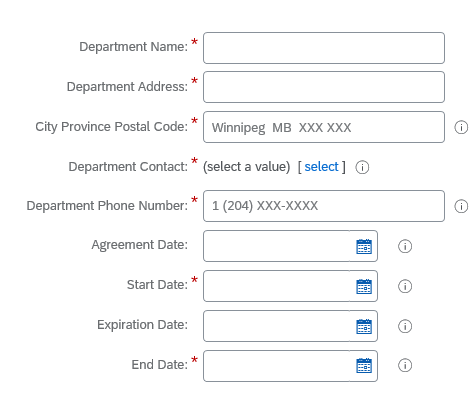 Department Name: *
Department Address: *
City Province Postal Code: * Winnipeg MB XXX XXX
Department Contact: * (select a value) [ select ]
Department Phone Number: * 1 (204) XXX-XXXX
Agreement Date:
Start Date: *
Expiration Date:
End Date: *